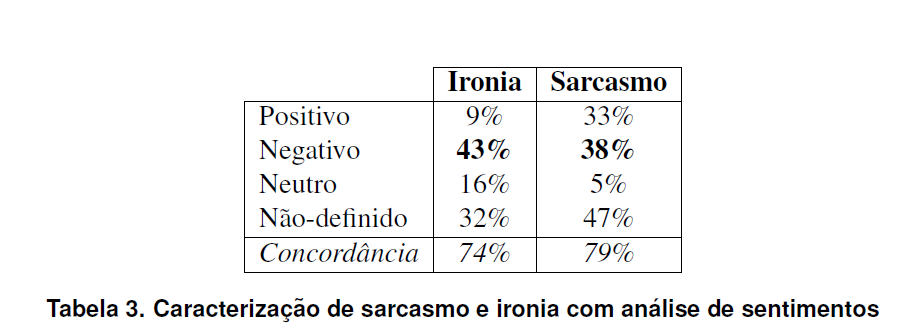 Ironia Sarcasmo
Positivo 9% 33%
Negativo 43% 38%
Neutro 16% 5%
Não-definido 32% 47%
Concordância 74% 79%
Tabela 3. Caracterização de sarcasmo e ironia com análise de sentimentos